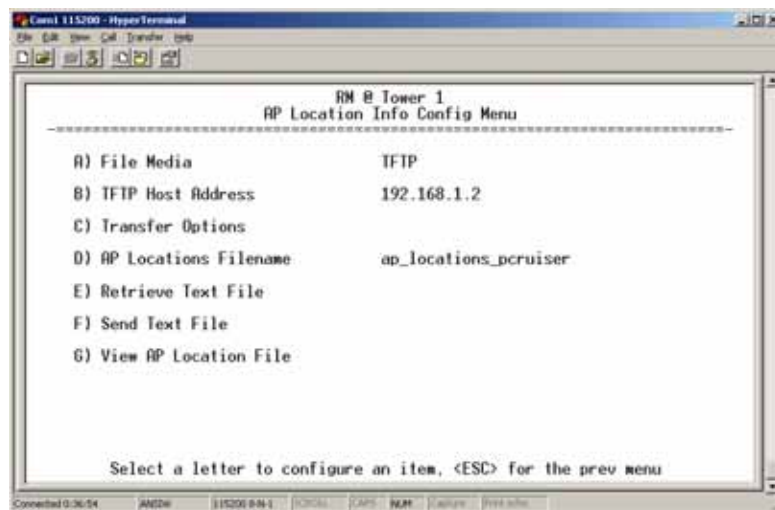 Com1 115200 - HyperTerminal
File Edit View Call Transfer Help
RM @ Tower 1
AP Location Info Config Menu
A) File Media TFTP
B) TFTP Host Address 192.168.1.2
C) Transfer Options
D) AP Locations Filename ap_locations_pcruiser
E) Retrieve Text File
F) Send Text File
G) View AP Location File
Select a letter to configure an item, <ESC> for the prev menu
Connected 0:36:54 ANSIW 115200 8-N-1 SCROLL CAPS NUM Capture Print echo